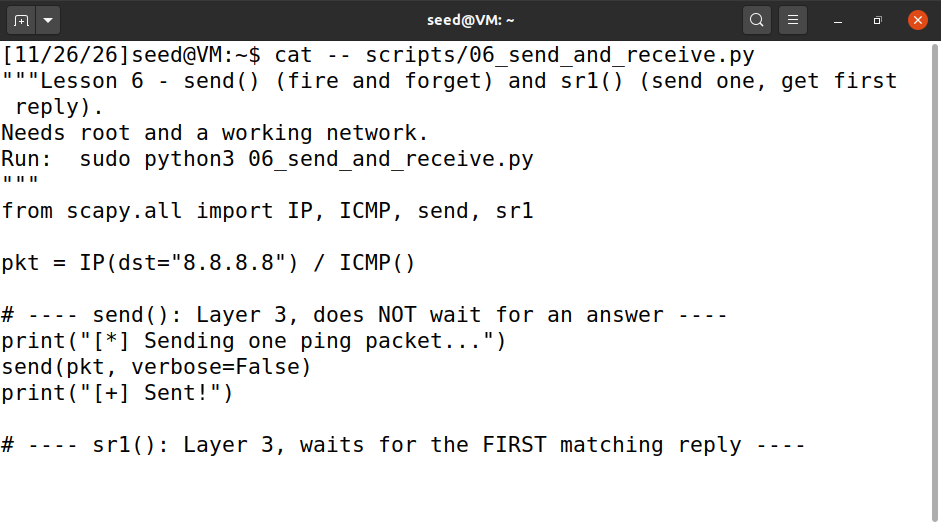 seed@VM: ~
[11/26/26]seed@VM:~$ cat -- scripts/06_send_and_receive.py
"""Lesson 6 - send() (fire and forget) and sr1() (send one, get first
 reply).
Needs root and a working network.
Run:  sudo python3 06_send_and_receive.py
"""
from scapy.all import IP, ICMP, send, sr1

pkt = IP(dst="8.8.8.8") / ICMP()

# ---- send(): Layer 3, does NOT wait for an answer ----
print("[*] Sending one ping packet...")
send(pkt, verbose=False)
print("[+] Sent!")

# ---- sr1(): Layer 3, waits for the FIRST matching reply ----